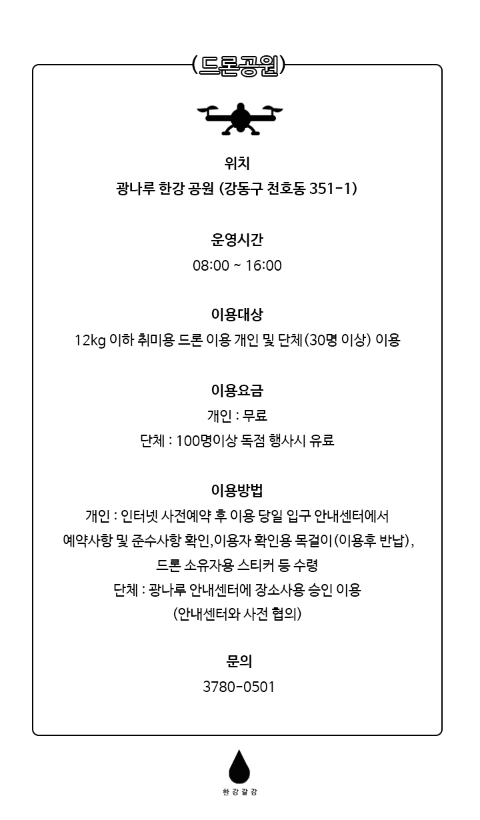 (드론공원)
위치
광나루 한강 공원 (강동구 천호동 351-1)
운영시간
08:00 ~ 16:00
이용대상
12kg 이하 취미용 드론 이용 개인 및 단체(30명 이상) 이용
이용요금
개인 : 무료
단체 : 100명이상 독점 행사시 유료
이용방법
개인 : 인터넷 사전예약 후 이용 당일 입구 안내센터에서
예약사항 및 준수사항 확인,이용자 확인용 목걸이(이용후 반납),
드론 소유자용 스티커 등 수령
단체 : 광나루 안내센터에 장소사용 승인 이용
(안내센터와 사전 협의)
문의
3780-0501
한강갈감